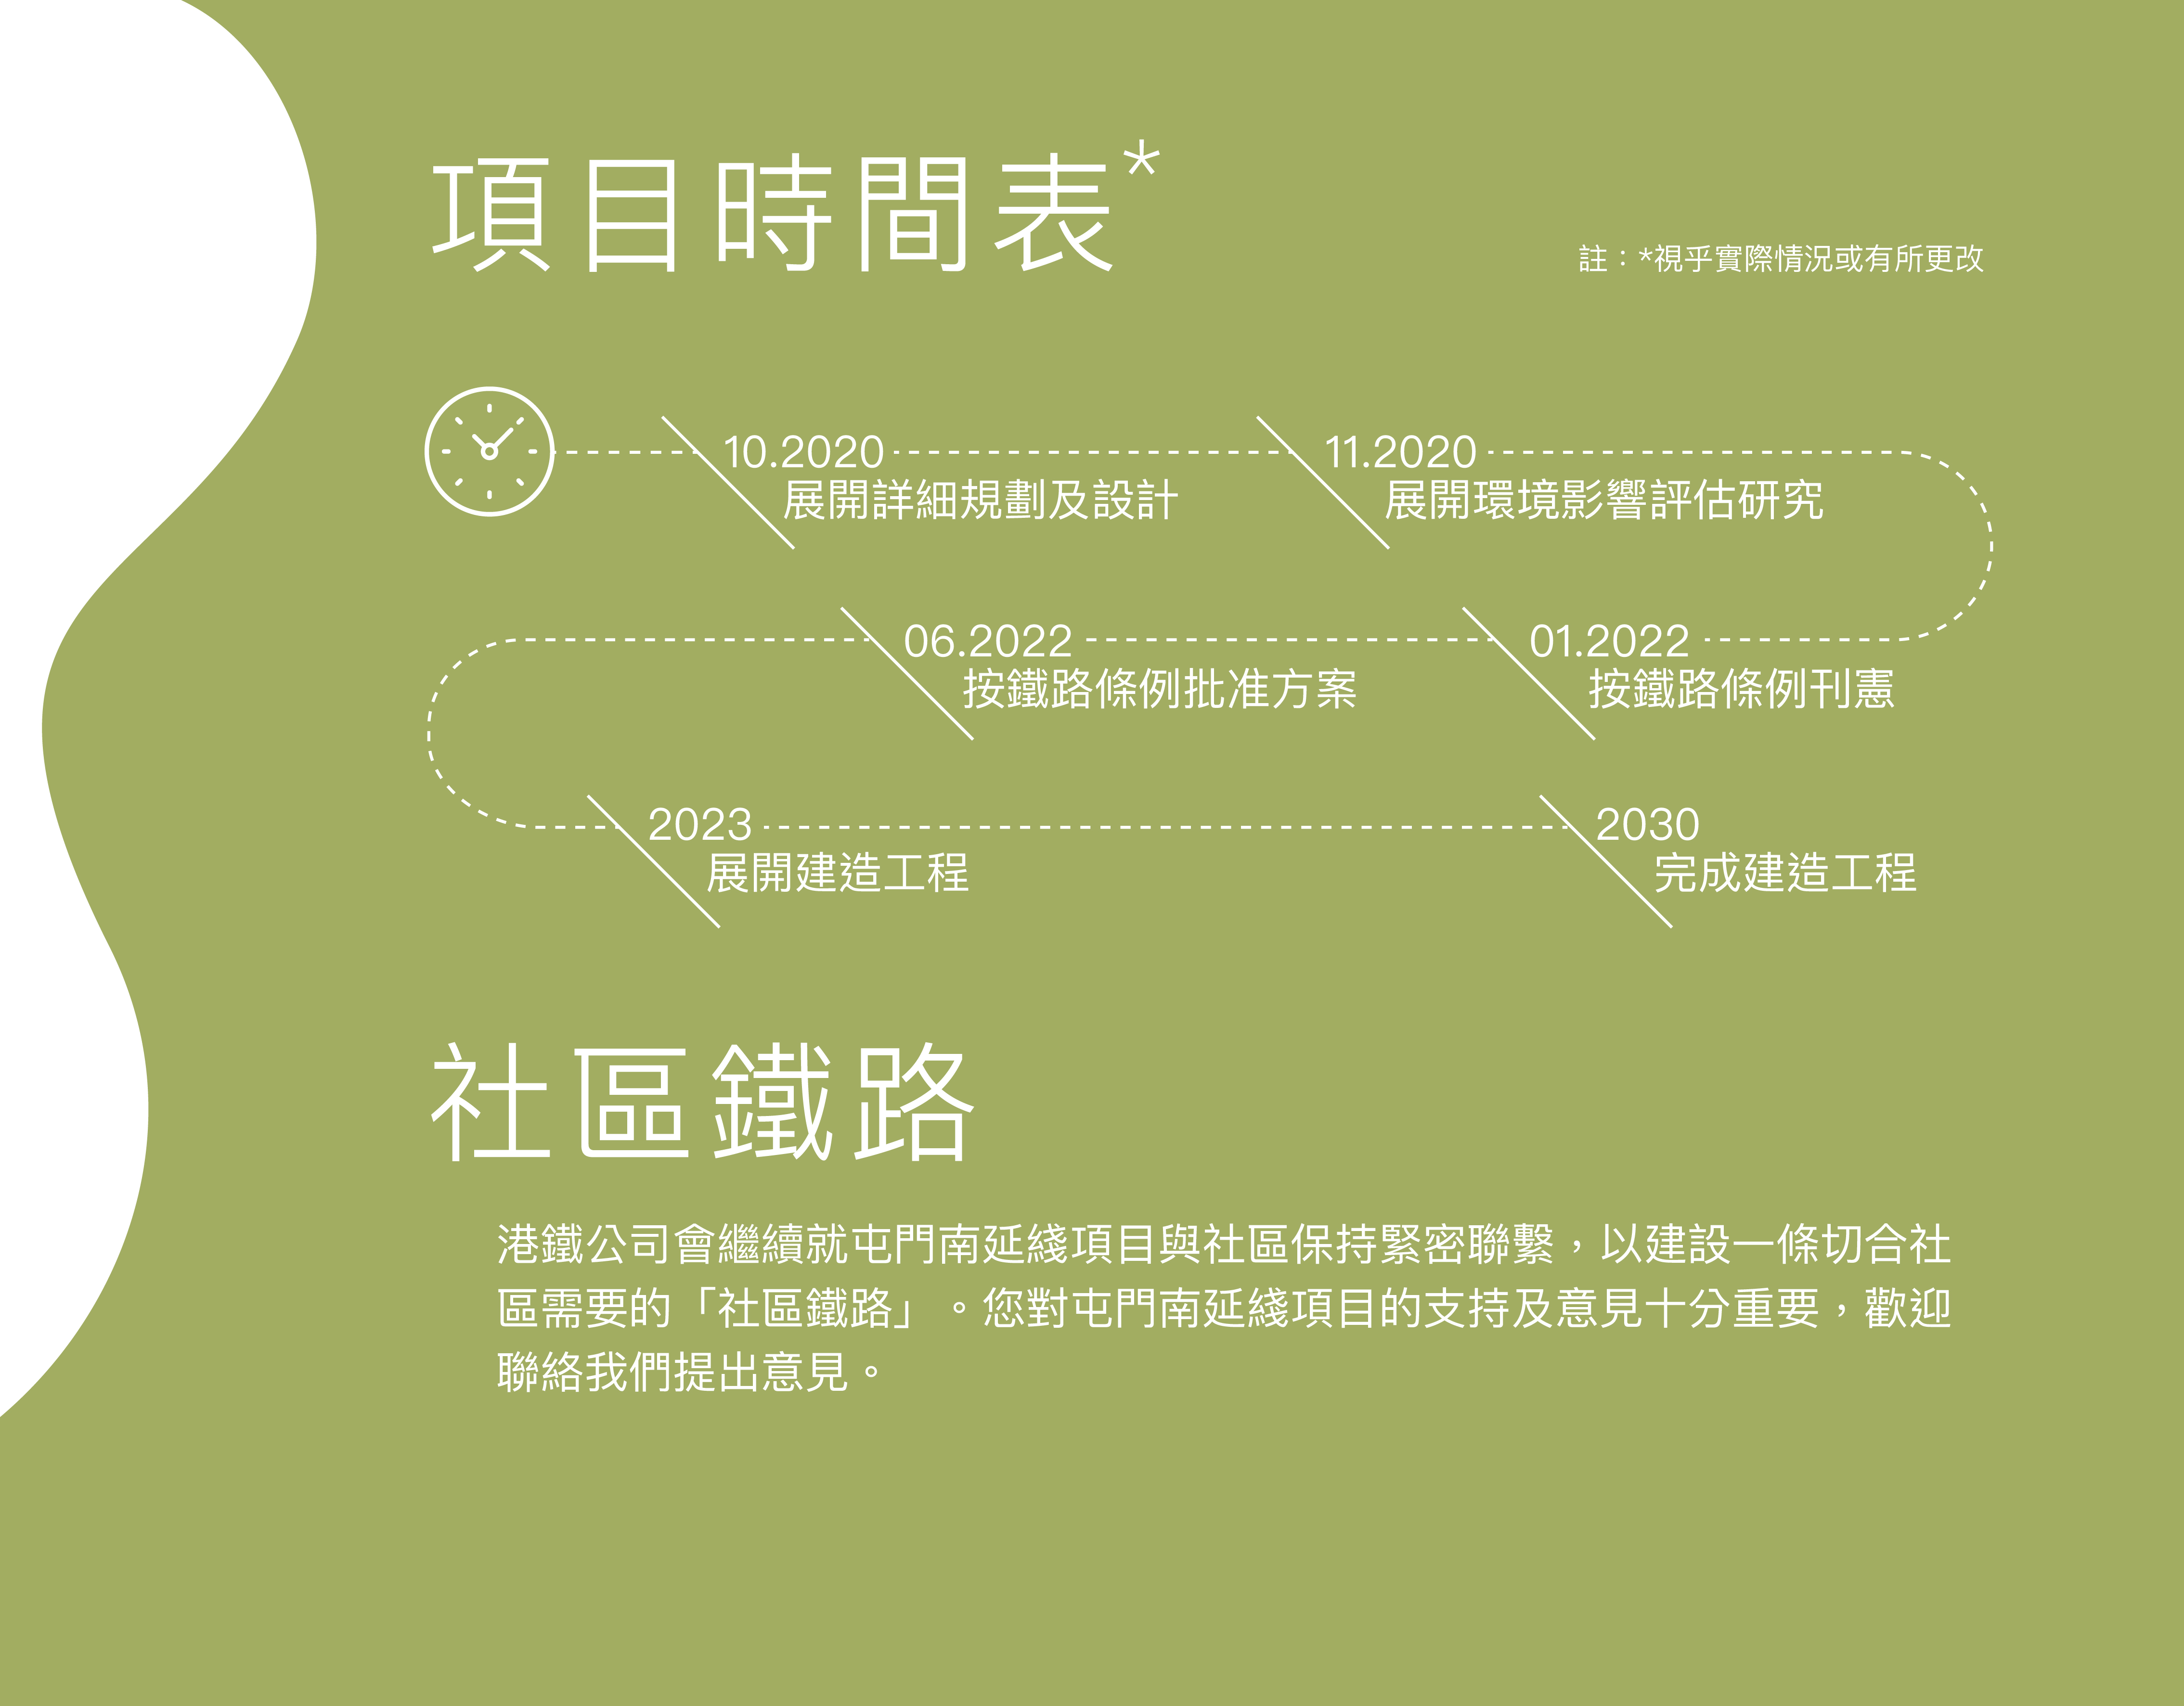 項目時間表*
註：*視乎實際情況或有所更改
10.2020
展開詳細規劃及設計
11.2020
展開環境影響評估研究
01.2022
按鐵路條例刊憲
06.2022
按鐵路條例批准方案
2023
展開建造工程
2030
完成建造工程
社區鐵路
港鐵公司會繼續就屯門南延綫項目與社區保持緊密聯繫，以建設一條切合社
區需要的「社區鐵路」。您對屯門南延綫項目的支持及意見十分重要，歡迎
聯絡我們提出意見。